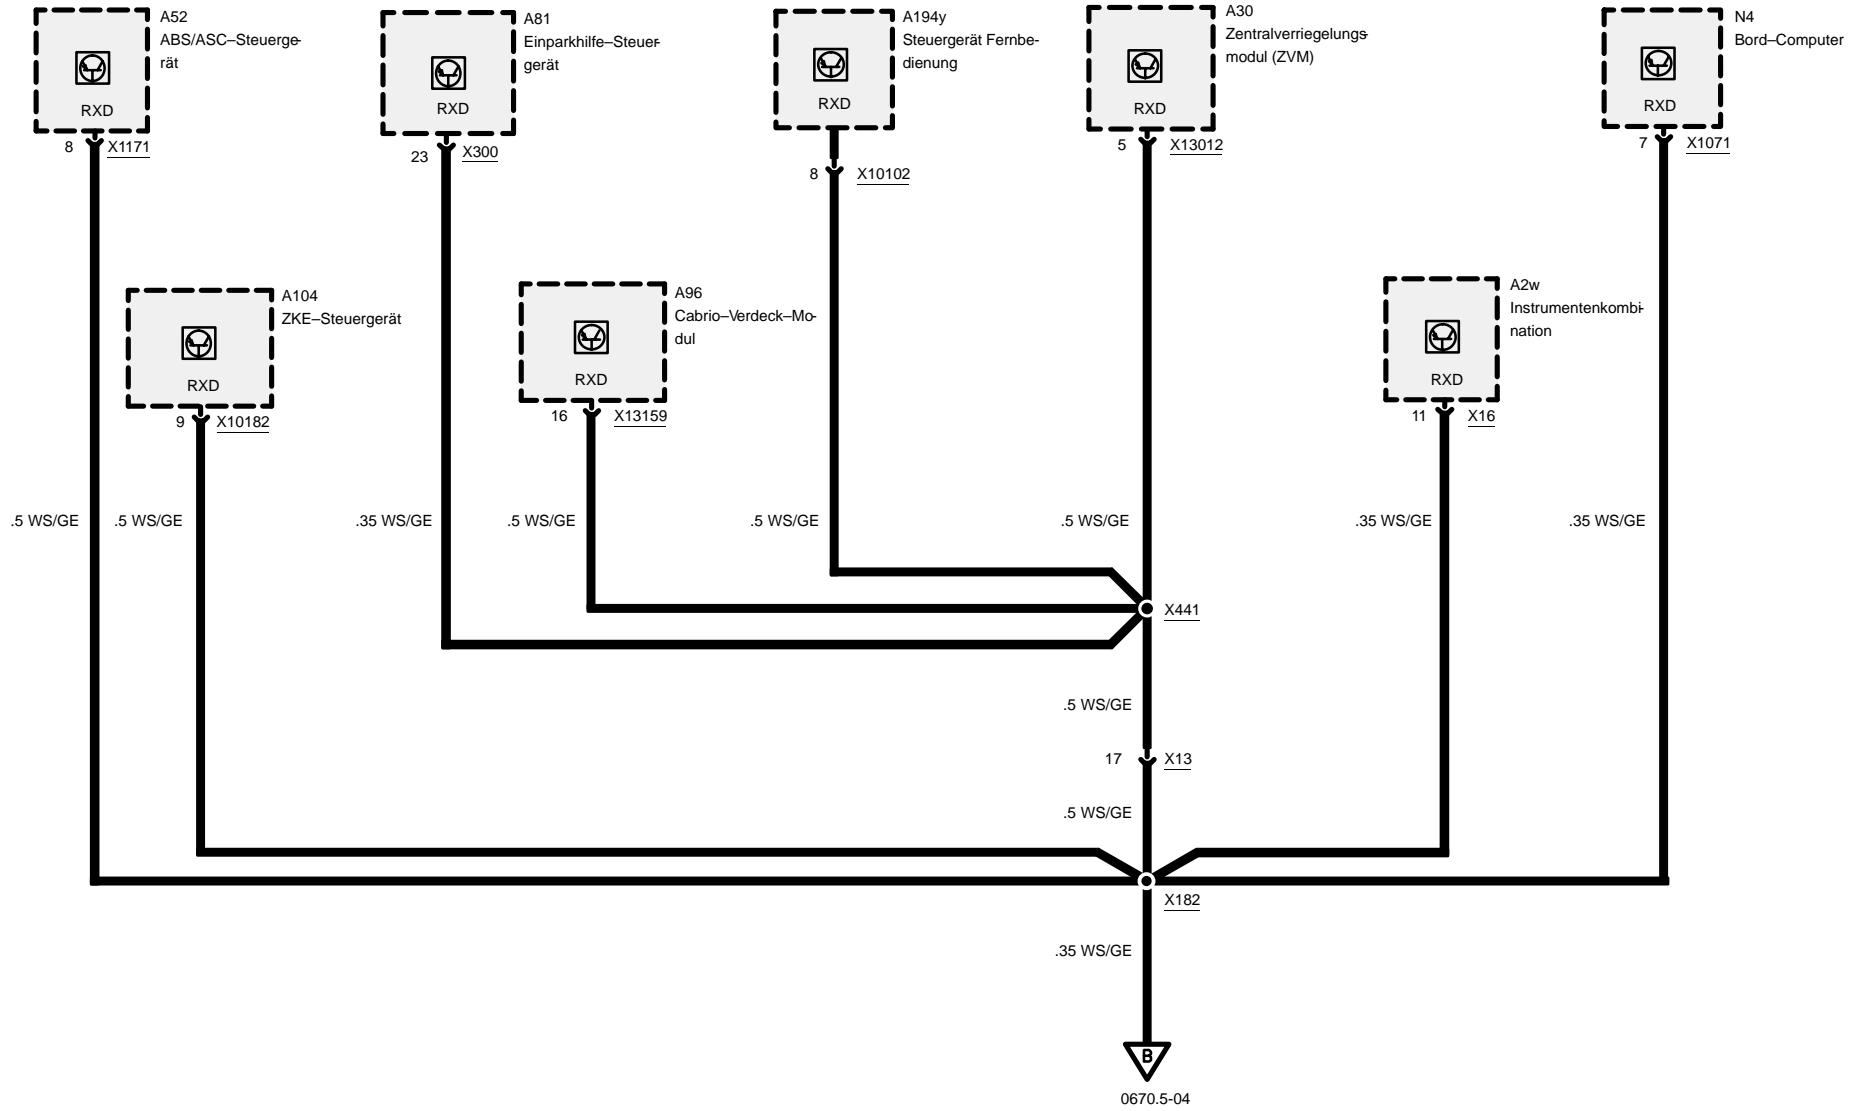 A52
ABS/ASC–Steuerge-
rät
RXD
8
X1171
A81
Einparkhilfe–Steuer-
gerät
RXD
23
X300
A194y
Steuergerät Fernbe-
dienung
RXD
8
X10102
A30
Zentralverriegelungs-
modul (ZVM)
RXD
5
X13012
N4
Bord–Computer
RXD
7
X1071
A104
ZKE–Steuergerät
RXD
9
X10182
A96
Cabrio–Verdeck–Mo-
dul
RXD
16
X13159
A2w
Instrumentenkombi-
nation
RXD
11
X16
.5 WS/GE
.5 WS/GE
.35 WS/GE
.5 WS/GE
.5 WS/GE
.5 WS/GE
.35 WS/GE
.35 WS/GE
X441
.5 WS/GE
17
X13
.5 WS/GE
X182
.35 WS/GE
B
0670.5-04